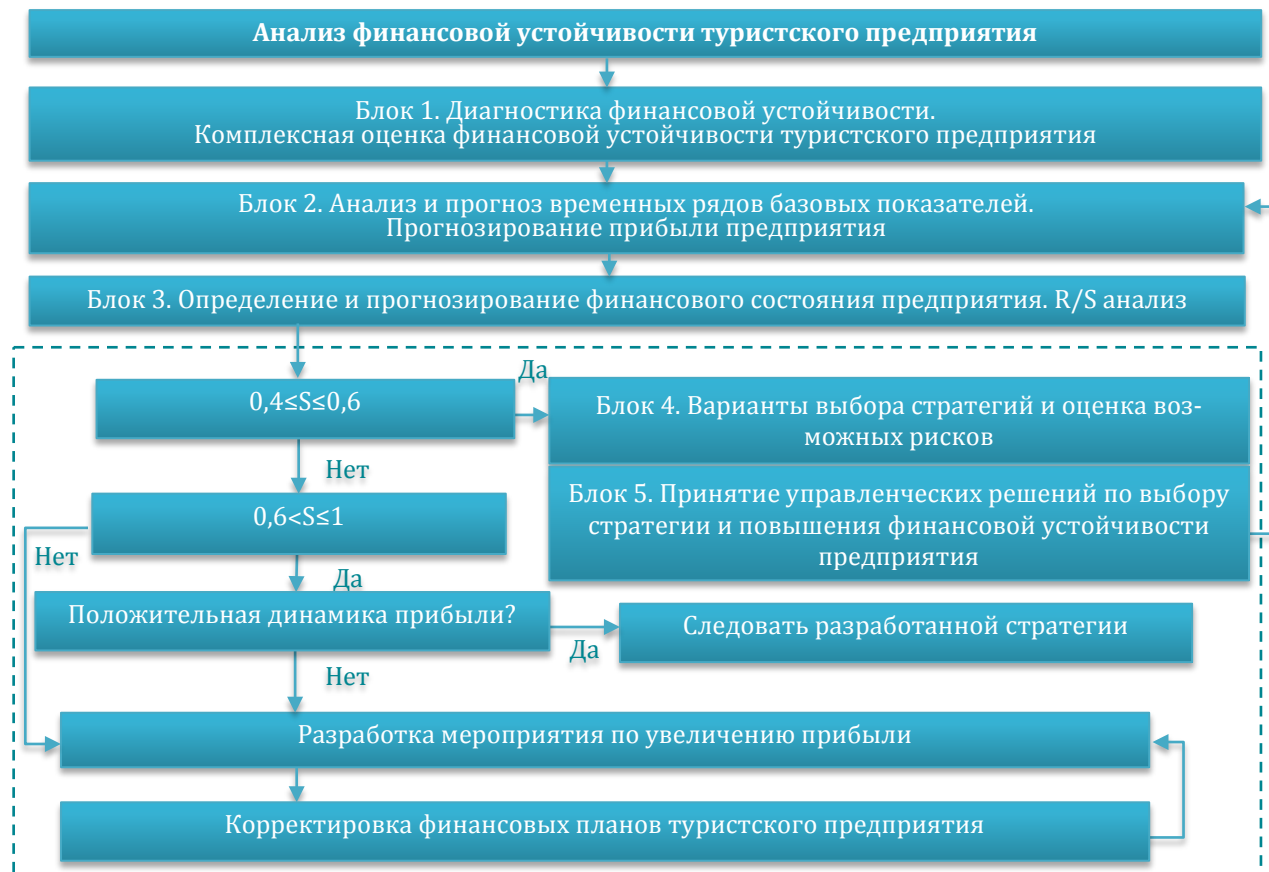 Анализ финансовой устойчивости туристского предприятия
Блок 1. Диагностика финансовой устойчивости.
Комплексная оценка финансовой устойчивости туристского предприятия
Блок 2. Анализ и прогноз временных рядов базовых показателей.
Прогнозирование прибыли предприятия
Блок 3. Определение и прогнозирование финансового состояния предприятия. R/S анализ
Да
0,4≤S≤0,6
Блок 4. Варианты выбора стратегий и оценка воз-
можных рисков
Нет
Блок 5. Принятие управленческих решений по выбору
стратегии и повышения финансовой устойчивости
предприятия
0,6<S≤1
Нет
Да
Положительная динамика прибыли?
Да
Следовать разработанной стратегии
Нет
Разработка мероприятия по увеличению прибыли
Корректировка финансовых планов туристского предприятия